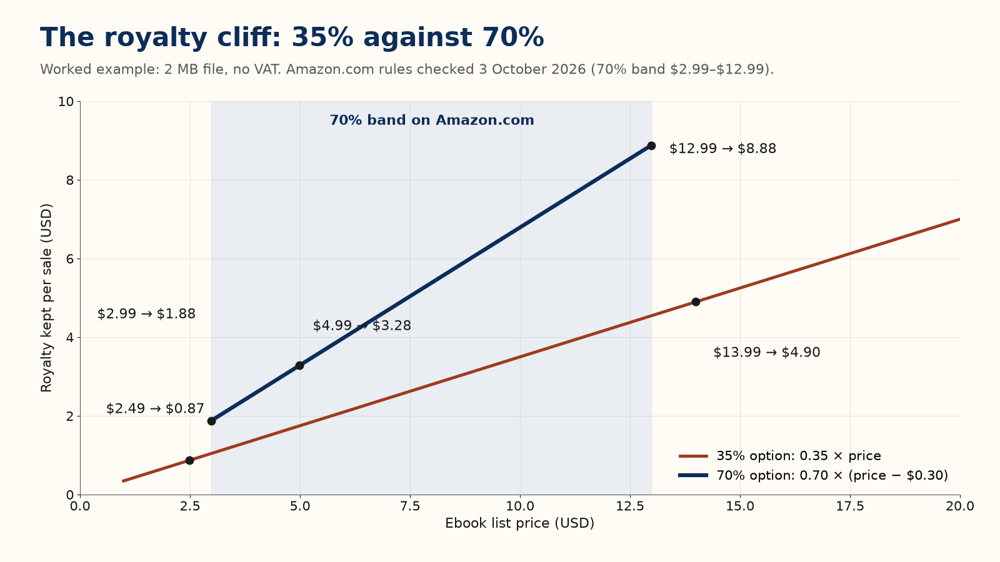 The royalty cliff: 35% against 70%
Worked example: 2 MB file, no VAT. Amazon.com rules checked 3 October 2026 (70% band $2.99–$12.99).
10
70% band on Amazon.com
$12.99 → $8.88
8
6
Royalty kept per sale (USD)
$2.99 → $1.88
$4.99 → $3.28
4
$13.99 → $4.90
$2.49 → $0.87
2
35% option: 0.35 × price
70% option: 0.70 × (price − $0.30)
0
0.0 2.5 5.0 7.5 10.0 12.5 15.0 17.5 20.0
Ebook list price (USD)